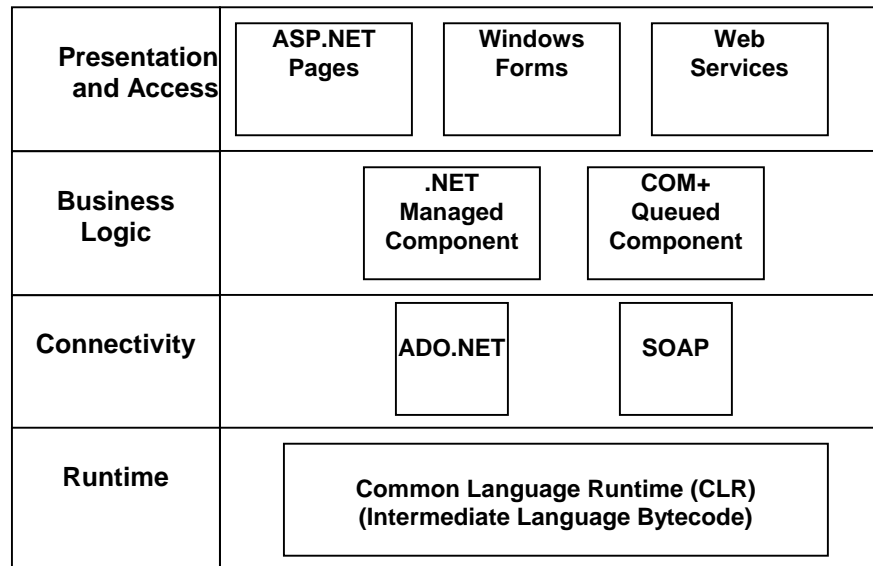 Presentation
and Access
ASP.NET
Pages
Windows
Forms
Web
Services
Business
Logic
.NET
Managed
Component
COM+
Queued
Component
Connectivity
ADO.NET
SOAP
Runtime
Common Language Runtime (CLR)
(Intermediate Language Bytecode)